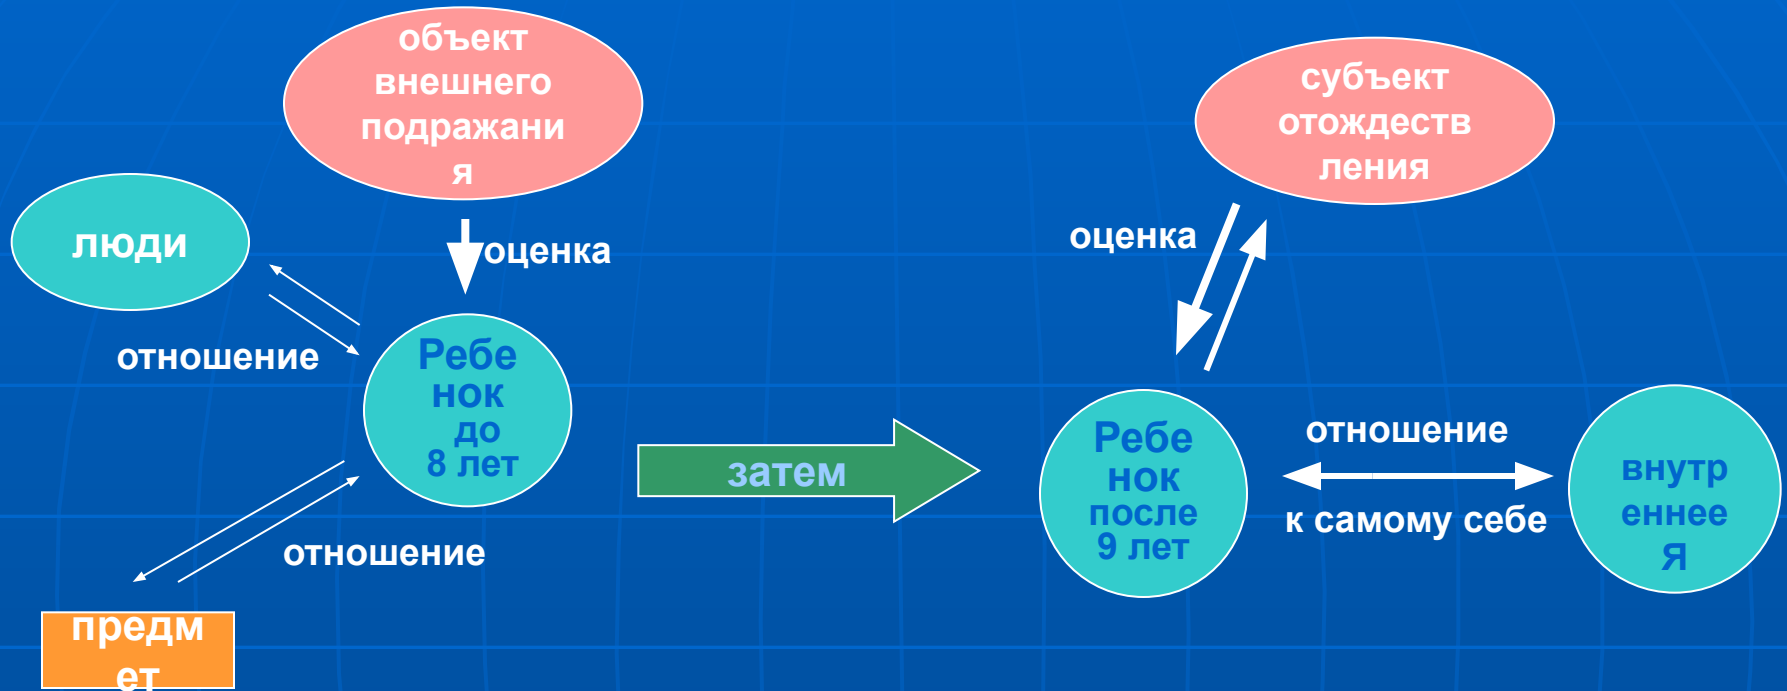 объект
внешнего
подражани
я
субъект
отождеств
ления
люди
оценка
оценка
отношение
Ребе
нок
до
8 лет
затем
Ребе
нок
после
9 лет
отношение
к самому себе
внутр
еннее
Я
отношение
предм
ет